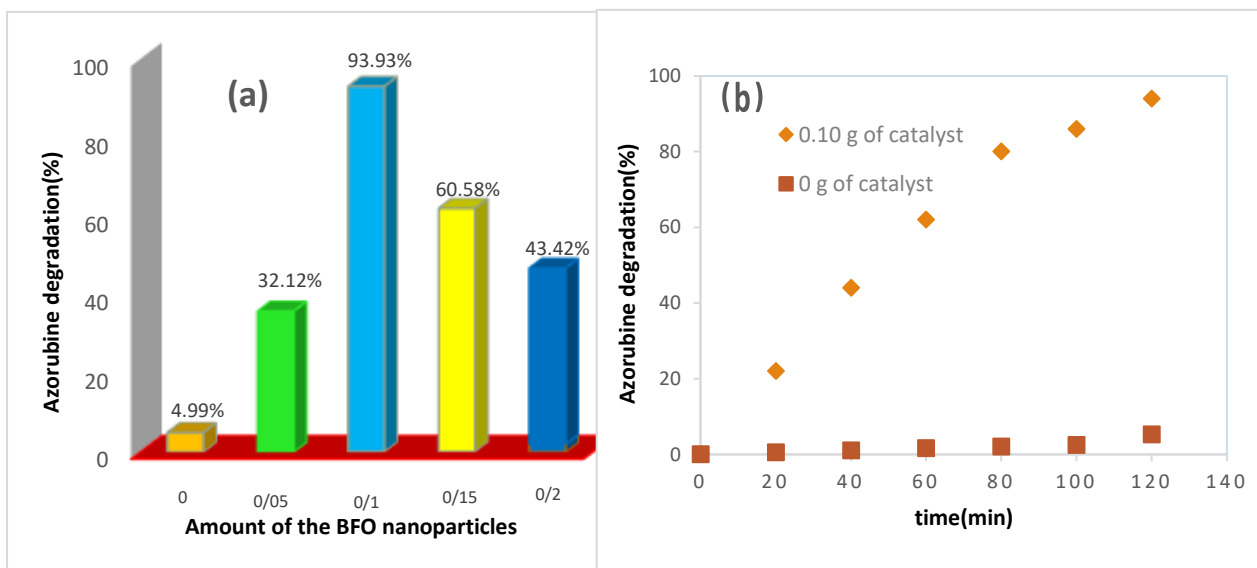 (a)
Azorubine degradation(%)
100
80
60
40
20
0
4.99%
32.12%
93.93%
60.58%
43.42%
0 0/05 0/1 0/15 0/2
Amount of the BFO nanoparticles
(b)
Azorubine degradation(%)
100
80
60
40
20
0
0.10 g of catalyst
0 g of catalyst
0 20 40 60 80 100 120 140
time(min)